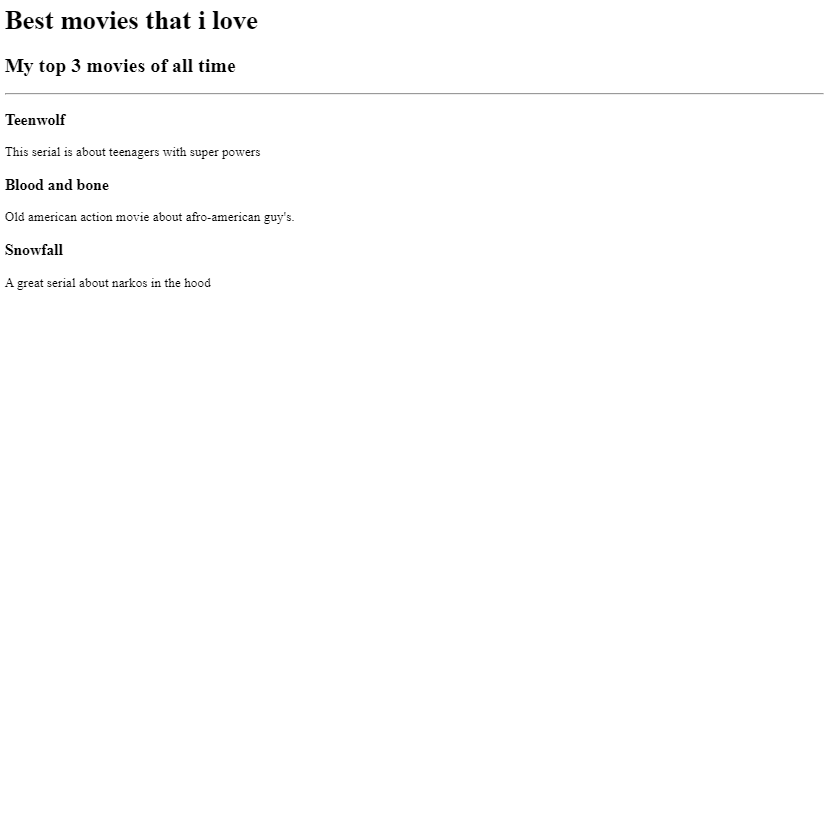 Best movies that i love
My top 3 movies of all time
Teenwolf
This serial is about teenagers with super powers
Blood and bone
Old american action movie about afro-american guy's.
Snowfall
A great serial about narkos in the hood